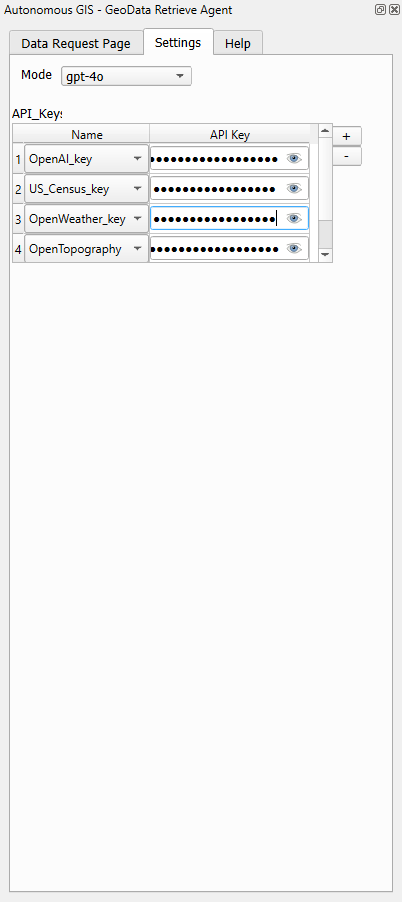 Autonomous GIS - GeoData Retrieve Agent
Data Request Page Settings Help
Mode gpt-4o
API_Keys
Name API Key
1 OpenAI_key
2 US_Census_key
3 OpenWeather_key
4 OpenTopography
+
-